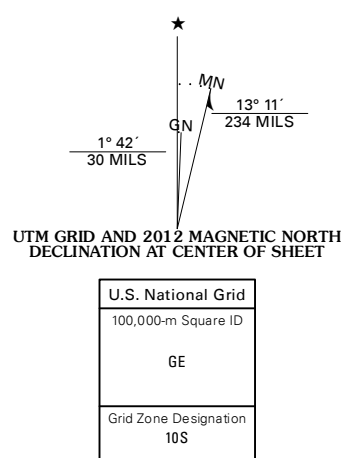 ★
MN
GN
13° 11´
234 MILS
1° 42´
30 MILS
UTM GRID AND 2012 MAGNETIC NORTH
DECLINATION AT CENTER OF SHEET
U.S. National Grid
100,000-m Square ID
GE
Grid Zone Designation
10S